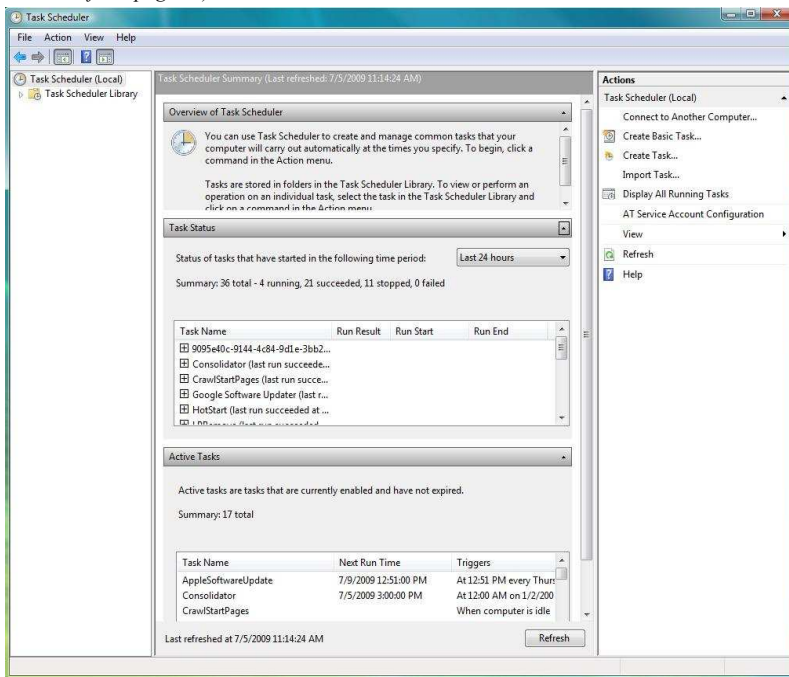 Task Scheduler
File Action View Help
Task Scheduler (Local)
Task Scheduler Library
Task Scheduler Summary (Last refreshed: 7/5/2009 11:14:24 AM)
Overview of Task Scheduler
You can use Task Scheduler to create and manage common tasks that your
computer will carry out automatically at the times you specify. To begin, click a
command in the Action menu.
Tasks are stored in folders in the Task Scheduler Library. To view or perform an
operation on an individual task, select the task in the Task Scheduler Library and
click on a command in the Action menu.
Task Status
Status of tasks that have started in the following time period: Last 24 hours
Summary: 36 total - 4 running, 21 succeeded, 11 stopped, 0 failed
Task Name Run Result Run Start Run End
9095e40c-9144-4c84-9d1e-3bb2...
Consolidator (last run succeede...
CrawlStartPages (last run succe...
Google Software Updater (last r...
HotStart (last run succeeded at ...
Active Tasks
Active tasks are tasks that are currently enabled and have not expired.
Summary: 17 total
Task Name Next Run Time Triggers
AppleSoftwareUpdate 7/9/2009 12:51:00 PM At 12:51 PM every Thurs
Consolidator 7/5/2009 3:00:00 PM At 12:00 AM on 1/2/200
CrawlStartPages When computer is idle
Last refreshed at 7/5/2009 11:14:24 AM Refresh
Actions
Task Scheduler (Local)
Connect to Another Computer...
Create Basic Task...
Create Task...
Import Task...
Display All Running Tasks
AT Service Account Configuration
View
Refresh
Help